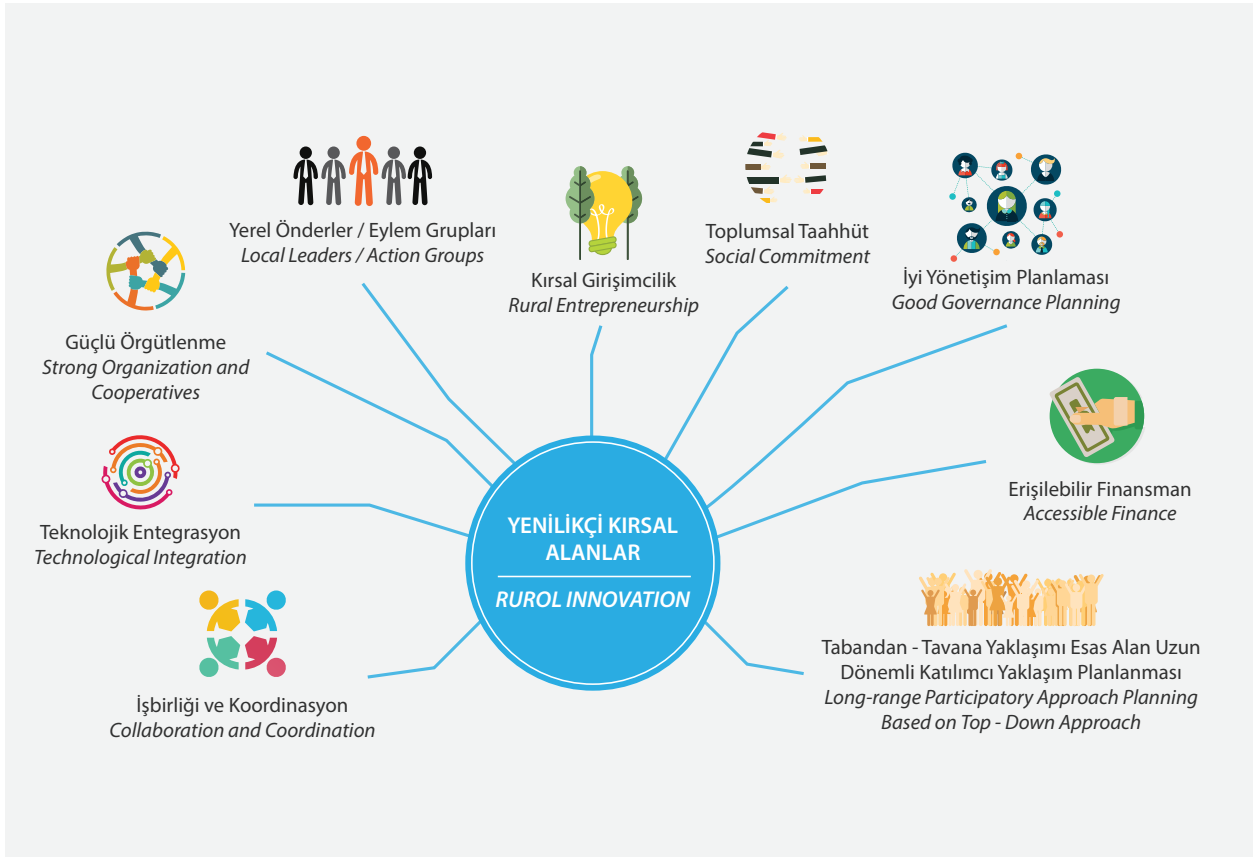 Yerel Önderler / Eylem Grupları
Local Leaders / Action Groups
Kırsal Girişimcilik
Rural Entrepreneurship
Toplumsal Taahhüt
Social Commitment
İyi Yönetişim Planlaması
Good Governance Planning
Güçlü Örgütlenme
Strong Organization and
Cooperatives
Erişilebilir Finansman
Accessible Finance
Teknolojik Entegrasyon
Technological Integration
YENİLİKÇİ KIRSAL
ALANLAR
RUROL INNOVATION
İşbirliği ve Koordinasyon
Collaboration and Coordination
Tabandan - Tavana Yaklaşımı Esas Alan Uzun
Dönemli Katılımcı Yaklaşım Planlanması
Long-range Participatory Approach Planning
Based on Top - Down Approach